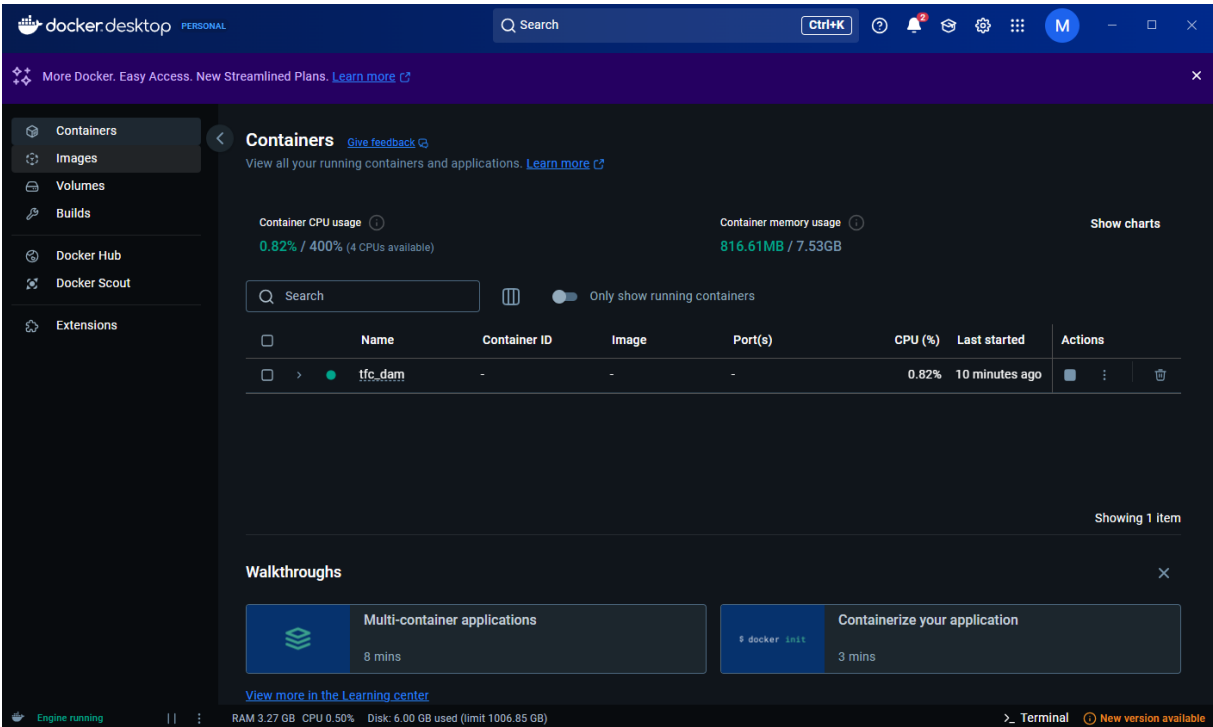 docker.desktop PERSONAL
Search
Ctrl+K
2
M
More Docker. Easy Access. New Streamlined Plans. Learn more
Containers
Images
Volumes
Builds
Docker Hub
Docker Scout
Extensions
Containers Give feedback
View all your running containers and applications. Learn more
Container CPU usage
0.82% / 400% (4 CPUs available)
Container memory usage
816.61MB / 7.53GB
Show charts
Search
Only show running containers
Name Container ID Image Port(s) CPU (%) Last started Actions
tfc_dam - - - 0.82% 10 minutes ago
Showing 1 item
Walkthroughs
Multi-container applications
8 mins
$ docker init
Containerize your application
3 mins
View more in the Learning center
Engine running
RAM 3.27 GB CPU 0.50% Disk: 6.00 GB used (limit 1006.85 GB)
>_ Terminal
New version available